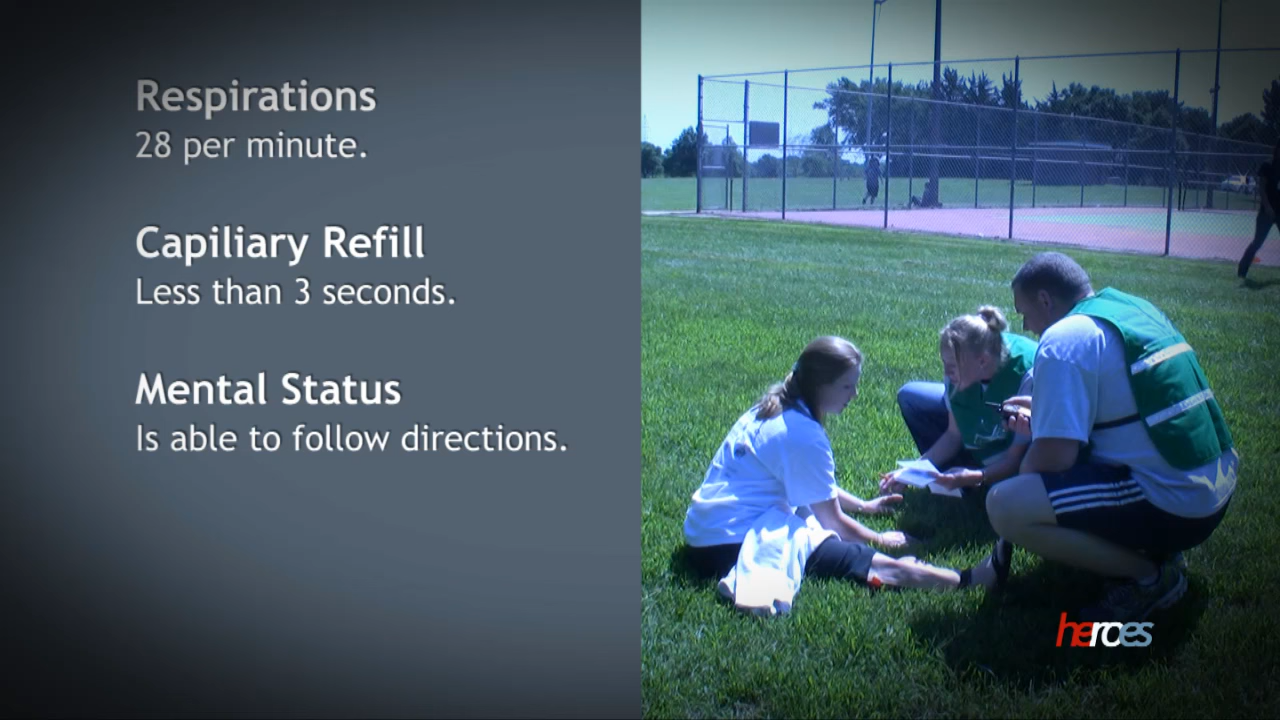 Respirations
28 per minute.
Capiliary Refill
Less than 3 seconds.
Mental Status
Is able to follow directions.
heroes